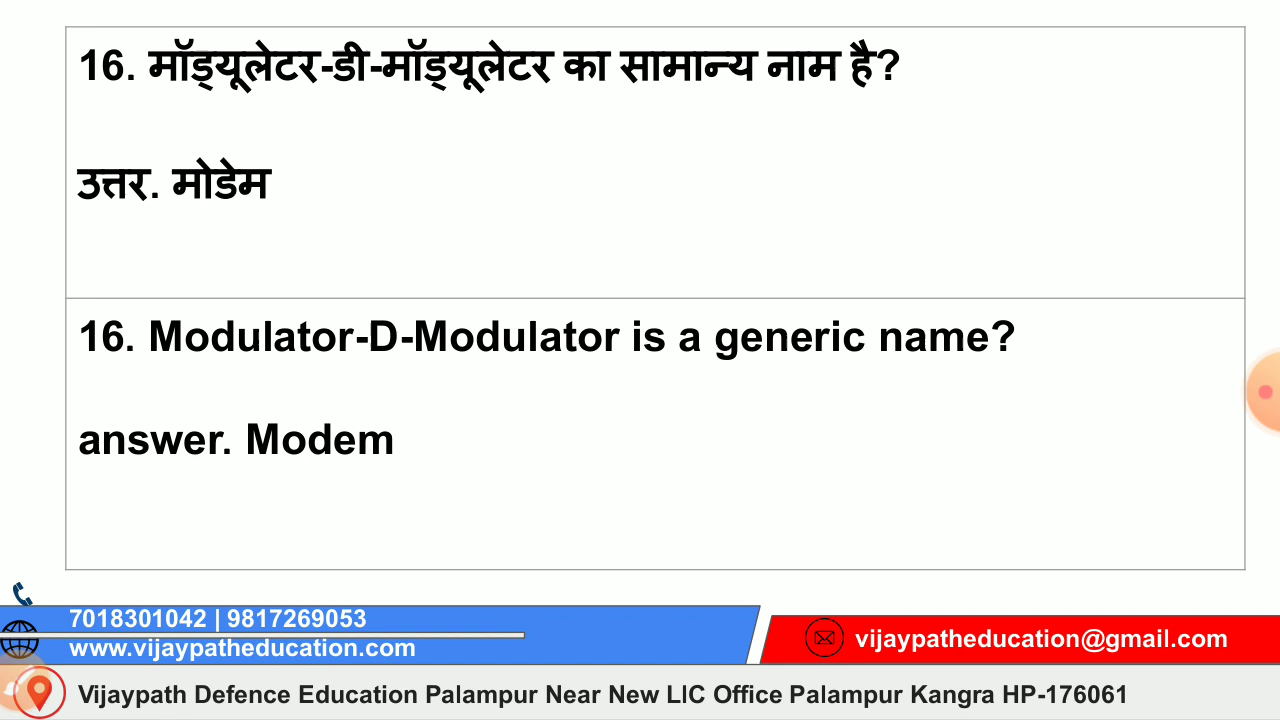 16. मॉड्यूलेटर-डी-मॉड्यूलेटर का सामान्य नाम है?
उत्तर. मोडेम
16. Modulator-D-Modulator is a generic name?
answer. Modem
7018301042 | 9817269053
www.vijaypatheducation.com
vijaypatheducation@gmail.com
Vijaypath Defence Education Palampur Near New LIC Office Palampur Kangra HP-176061